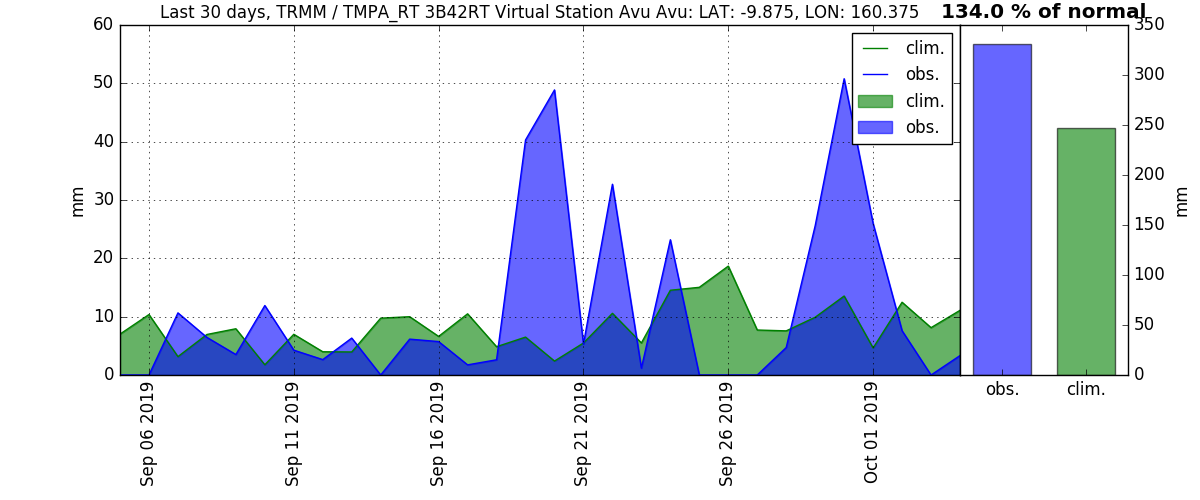 Last 30 days, TRMM / TMPA_RT 3B42RT Virtual Station Avu Avu: LAT: -9.875, LON: 160.375
134.0 % of normal
60
50
40
30
20
10
0
mm
clim.
obs.
clim.
obs.
Sep 06 2019
Sep 11 2019
Sep 16 2019
Sep 21 2019
Sep 26 2019
Oct 01 2019
350
300
250
200
150
100
50
0
mm
obs.
clim.